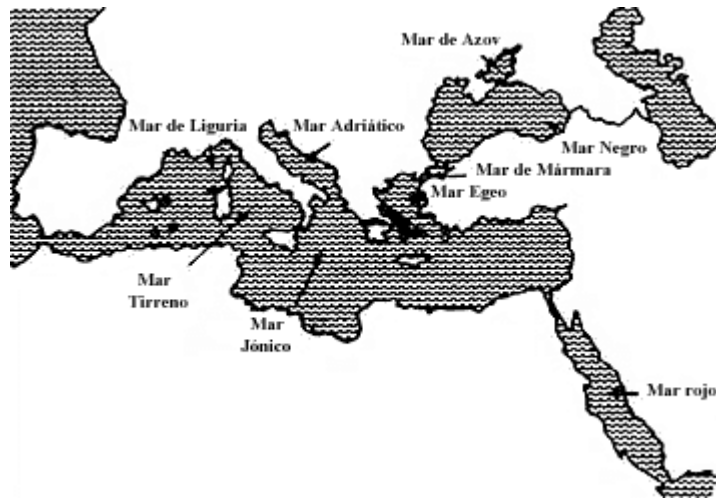 Mar de Azov
Mar de Liguria
Mar Adriático
Mar Negro
Mar de Mármara
Mar Egeo
Mar
Tirreno
Mar
Jónico
Mar rojo